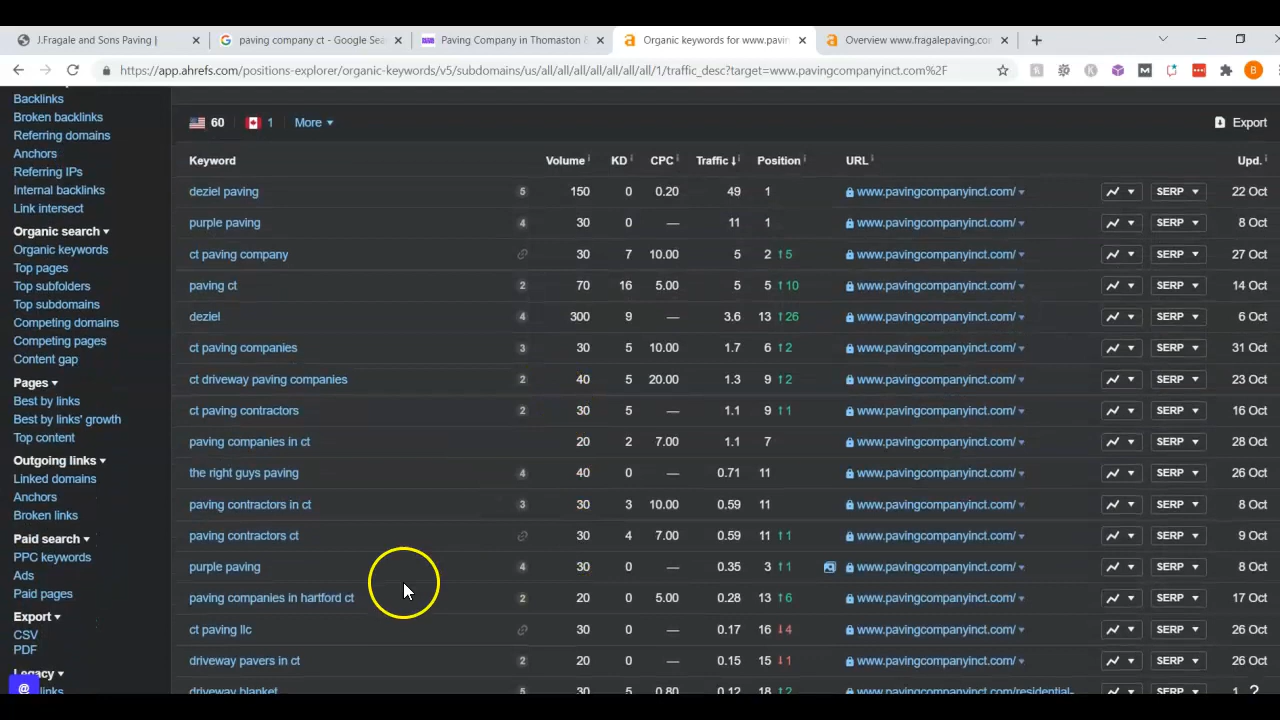 J.Fragale and Sons Paving |
paving company ct - Google Sea
Paving Company in Thomaston &
Organic keywords for www.pavin
Overview www.fragalepaving.con
https://app.ahrefs.com/positions-explorer/organic-keywords/v5/subdomains/us/all/all/all/all/all/all/all/1/traffic_desc?target=www.pavingcompanyinct.com%2F
B
Backlinks
Broken backlinks
Referring domains
Anchors
Referring IPs
Internal backlinks
Link intersect
Organic search
Organic keywords
Top pages
Top subfolders
Top subdomains
Competing domains
Competing pages
Content gap
Pages
Best by links
Best by links' growth
Top content
Outgoing links
Linked domains
Anchors
Broken links
Paid search
PPC keywords
Ads
Paid pages
Export
CSV
PDF
Legacy
@
60 1 More Export
Keyword Volume KD CPC Traffic Position URL Upd.
deziel paving 5 150 0 0.20 49 1 www.pavingcompanyinct.com/ SERP 22 Oct
purple paving 4 30 0 — 11 1 www.pavingcompanyinct.com/ SERP 8 Oct
ct paving company 30 7 10.00 5 2 ↑5 www.pavingcompanyinct.com/ SERP 27 Oct
paving ct 2 70 16 5.00 5 5 ↑10 www.pavingcompanyinct.com/ SERP 14 Oct
deziel 4 300 9 — 3.6 13 ↑26 www.pavingcompanyinct.com/ SERP 6 Oct
ct paving companies 3 30 5 10.00 1.7 6 ↑2 www.pavingcompanyinct.com/ SERP 31 Oct
ct driveway paving companies 2 40 5 20.00 1.3 9 ↑2 www.pavingcompanyinct.com/ SERP 23 Oct
ct paving contractors 2 30 5 — 1.1 9 ↑1 www.pavingcompanyinct.com/ SERP 16 Oct
paving companies in ct 20 2 7.00 1.1 7 www.pavingcompanyinct.com/ SERP 28 Oct
the right guys paving 4 40 0 — 0.71 11 www.pavingcompanyinct.com/ SERP 26 Oct
paving contractors in ct 3 30 3 10.00 0.59 11 www.pavingcompanyinct.com/ SERP 8 Oct
paving contractors ct 30 4 7.00 0.59 11 ↑1 www.pavingcompanyinct.com/ SERP 9 Oct
purple paving 4 30 0 — 0.35 3 ↑1 www.pavingcompanyinct.com/ SERP 8 Oct
paving companies in hartford ct 2 20 0 5.00 0.28 13 ↑6 www.pavingcompanyinct.com/ SERP 17 Oct
ct paving llc 30 0 — 0.17 16 ↓4 www.pavingcompanyinct.com/ SERP 26 Oct
driveway pavers in ct 2 20 0 — 0.15 15 ↓1 www.pavingcompanyinct.com/ SERP 26 Oct
driveway blanket 5 30 5 0.80 0.12 18 ↑2 www.pavingcompanyinct.com/residential- SERP